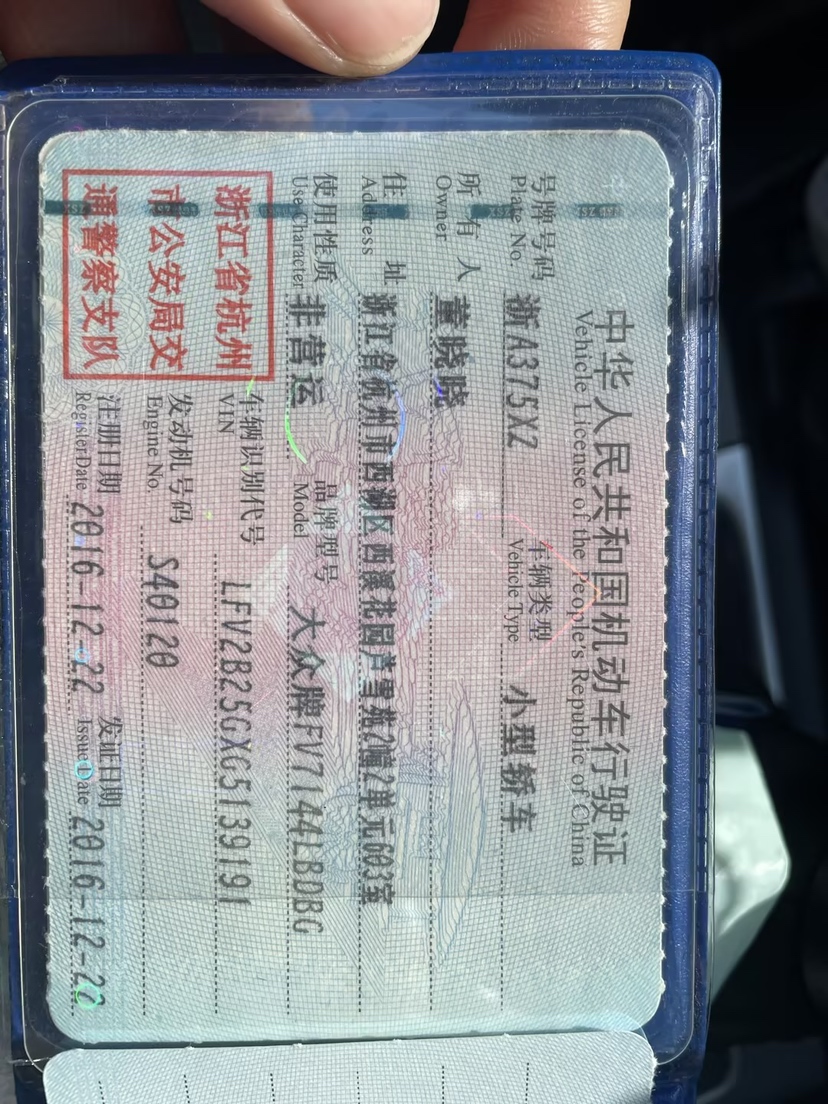 中华人民共和国机动车行驶证
Vehicle License of the People's Republic of China
号牌号码 浙A375XZ 车辆类型 小型轿车
Plate No. Vehicle Type
所有人 董晓晓
Owner
住址 浙江省杭州市西湖区西溪花园芦雪苑2幢2单元603室
Address
使用性质 非营运 品牌型号 大众牌FV7144LBDBG
Use Character Model
浙江省杭州
市公安局交
通警察支队
车辆识别代号 LFV2B25GXG5139191
VIN
发动机号码 S40120
Engine No.
注册日期 2016-12-22 发证日期
Register Date Issue Date